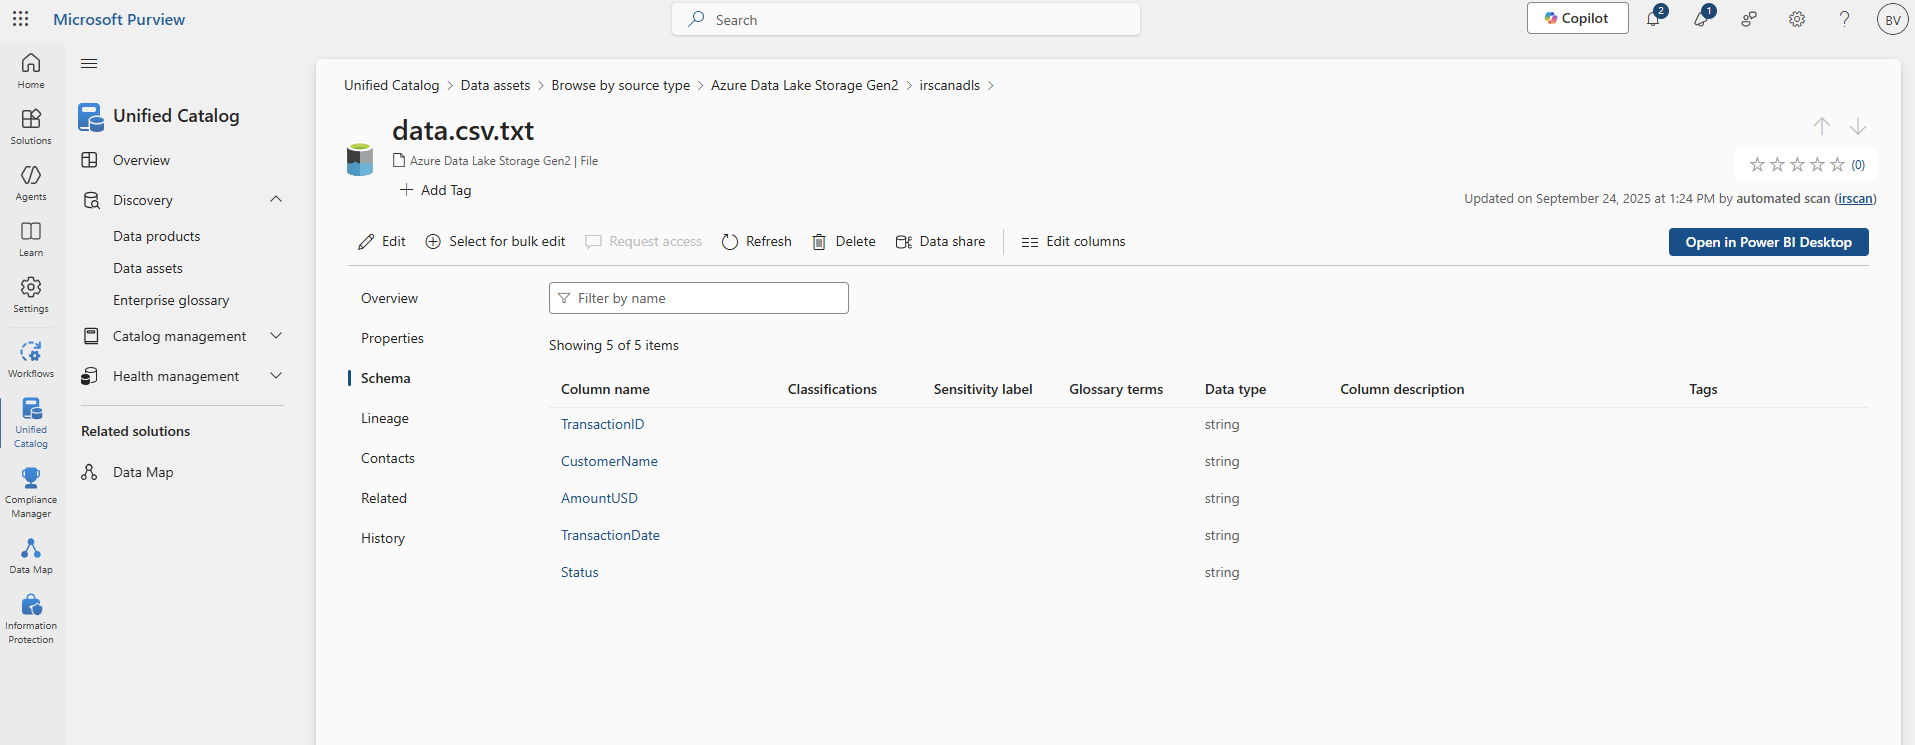 Microsoft Purview
Search
Copilot
2
1
BV
Home
Solutions
Agents
Learn
Settings
Workflows
Unified
Catalog
Compliance
Manager
Data Map
Information
Protection
Unified Catalog
Overview
Discovery
Data products
Data assets
Enterprise glossary
Catalog management
Health management
Related solutions
Data Map
Unified Catalog > Data assets > Browse by source type > Azure Data Lake Storage Gen2 > irscanadls >
data.csv.txt
Azure Data Lake Storage Gen2 | File
+ Add Tag
(0)
Updated on September 24, 2025 at 1:24 PM by automated scan (irscan)
Edit Select for bulk edit Request access Refresh Delete Data share Edit columns
Open in Power BI Desktop
Overview
Properties
Schema
Lineage
Contacts
Related
History
Filter by name
Showing 5 of 5 items
Column name Classifications Sensitivity label Glossary terms Data type Column description Tags
TransactionID string
CustomerName string
AmountUSD string
TransactionDate string
Status string